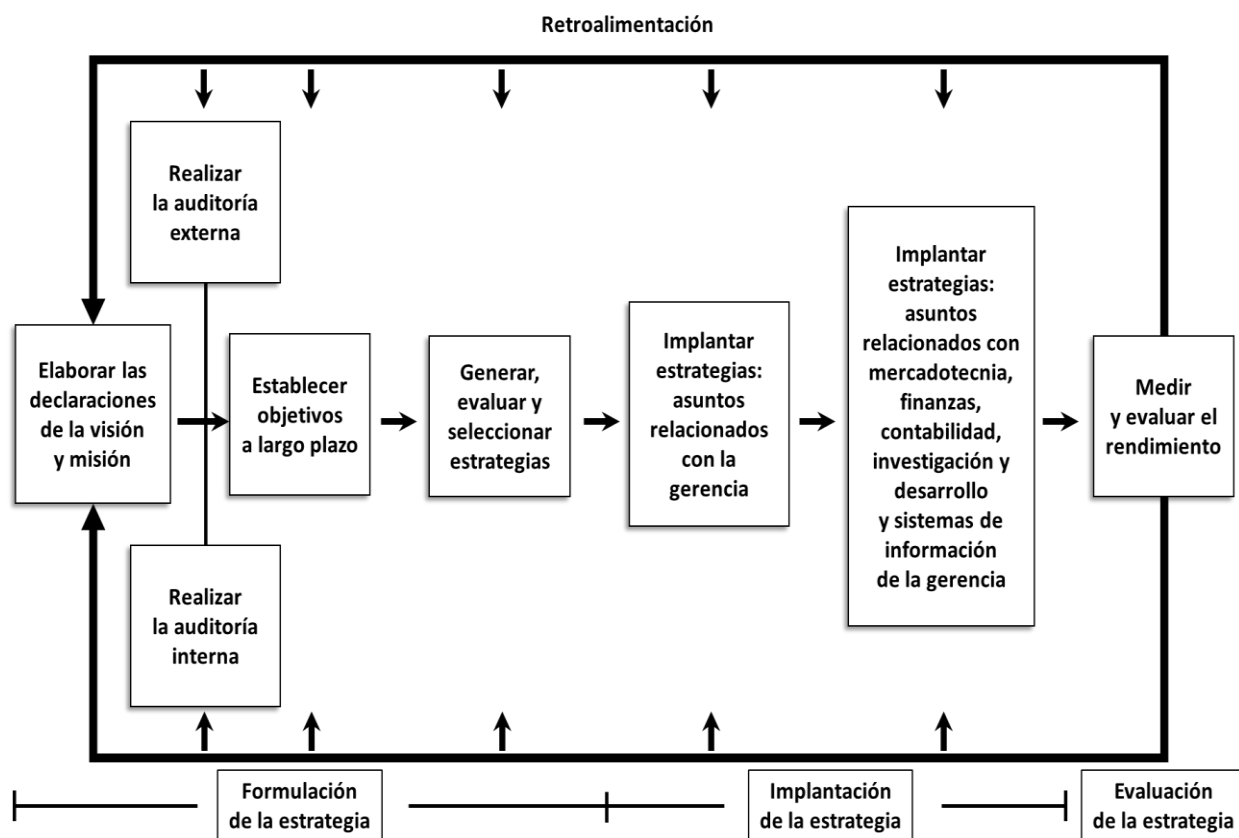 Retroalimentación
Realizar
la auditoría
externa
Elaborar las
declaraciones
de la visión
y misión
Establecer
objetivos
a largo plazo
Generar,
evaluar y
seleccionar
estrategias
Implantar
estrategias:
asuntos
relacionados
con la
gerencia
Implantar
estrategias:
asuntos
relacionados con
mercadotecnia,
finanzas,
contabilidad,
investigación y
desarrollo
y sistemas de
información
de la gerencia
Medir
y evaluar el
rendimiento
Realizar
la auditoría
interna
Formulación
de la estrategia
Implantación
de la estrategia
Evaluación
de la estrategia